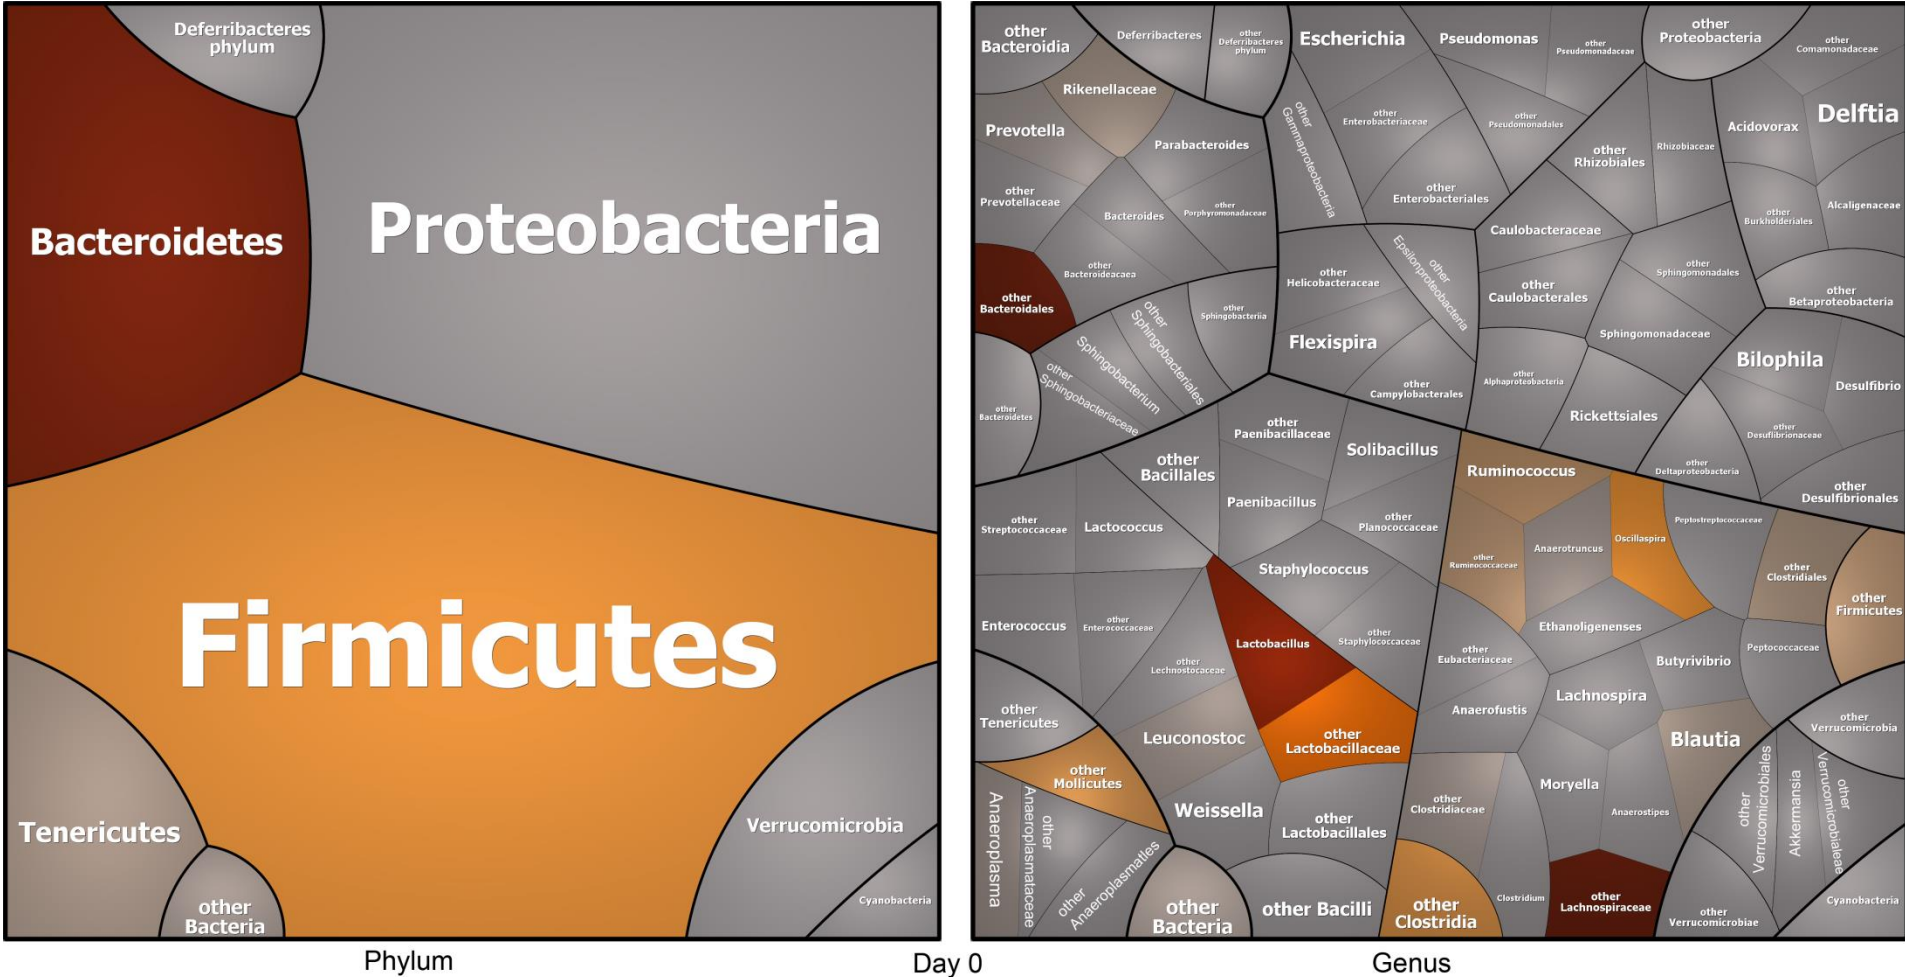 Deferribacteres
phylum
Bacteroidetes
Proteobacteria
Firmicutes
Tenericutes
other
Bacteria
Verrucomicrobia
Cyanobacteria
other
Bacteroidia
Deferribacteres
other
Deferribacteres
phylum
Escherichia
Pseudomonas
other
Pseudomonadaceae
other
Proteobacteria
other
Comamonadaceae
Rikenellaceae
Prevotella
Parabacteroides
other
Gammaproteobacteria
other
Enterobacteriaceae
other
Pseudomonadales
other
Rhizobiales
Rhizobiaceae
Acidovorax
Delftia
other
Prevotellaceae
Bacteroides
other
Porphyromonadaceae
other
Enterobacteriales
other
Burkholderiales
Alcaligenaceae
other
Bacteroideacaea
other
Helicobacteraceae
other
Epsilonproteobacteria
Caulobacteraceae
other
Caulobacterales
other
Sphingomonadales
other
Betaproteobacteria
other
Bacteroidales
other
Sphingobacteriia
other
Sphingobacteriales
Sphingobacterium
other
Sphingobacteriaceae
other
Bacteroidetes
Flexispira
other
Campylobacterales
Sphingomonadaceae
other
Alphaproteobacteria
Rickettsiales
Bilophila
Desulfibrio
other
Desuflibrionaceae
other
Deltaproteobacteria
other
Desulfibrionales
other
Bacillales
other
Paenibacillaceae
Solibacillus
Paenibacillus
other
Planococcaceae
other
Streptococcaceae
Lactococcus
Staphylococcus
other
Staphylococcaceae
Enterococcus
other
Enterococcaceae
other
Lechnostocaceae
Lactobacillus
other
Lactobacillaceae
Leuconostoc
Weissella
other
Lactobacillales
other Bacilli
Ruminococcus
other
Ruminococcaceae
Anaerotruncus
Oscillaspira
Peptostreptococcaceae
other
Clostridiales
other
Firmicutes
Ethanoligenenses
other
Eubacteriaceae
Butyrivibrio
Peptococcaceae
Anaerofustis
Lachnospira
Blautia
Moryella
Anaerostipes
other
Clostridiaceae
other
Clostridia
Clostridium
other
Lachnospiraceae
other
Tenericutes
other
Mollicutes
Anaeroplasma
other
Anaeroplasmataceae
other
Anaeroplasmatles
other
Bacteria
other
Verrucomicrobia
other
Verrucomicrobiales
Akermansia
other
Verrucomicrobialeae
other
Verrucomicrobiae
Cyanobacteria
Phylum
Day 0
Genus